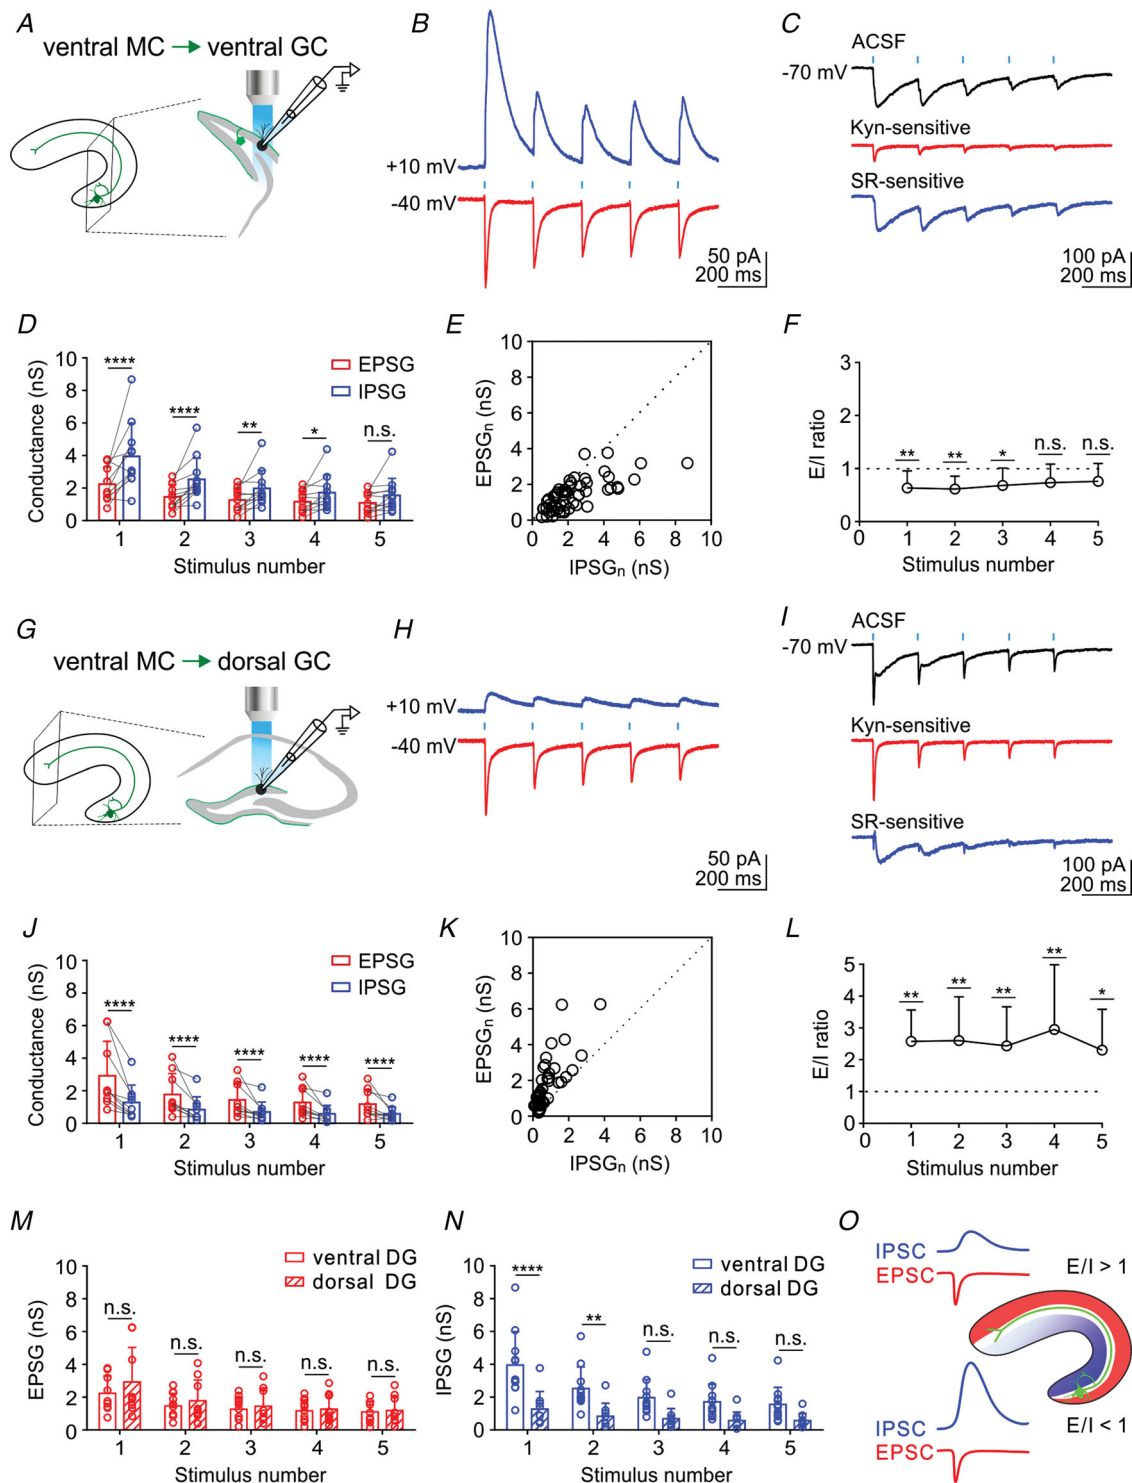 A
ventral MC → ventral GC
B
+10 mV
-40 mV
50 pA
200 ms
C
ACSF
-70 mV
Kyn-sensitive
SR-sensitive
100 pA
200 ms
D
Conductance (nS)
10
8
6
4
2
0
**** **** ** * n.s.
EPSG
IPSG
1 2 3 4 5
Stimulus number
E
EPSGn (nS)
10
8
6
4
2
0
0 2 4 6 8 10
IPSGn (nS)
F
E/I ratio
3
2
1
0
** ** * n.s. n.s.
0 1 2 3 4 5
Stimulus number
G
ventral MC → dorsal GC
H
+10 mV
-40 mV
50 pA
200 ms
I
ACSF
-70 mV
Kyn-sensitive
SR-sensitive
100 pA
200 ms
J
Conductance (nS)
10
8
6
4
2
0
**** **** **** **** ****
EPSG
IPSG
1 2 3 4 5
Stimulus number
K
EPSGn (nS)
10
8
6
4
2
0
0 2 4 6 8 10
IPSGn (nS)
L
E/I ratio
5
4
3
2
1
0
** ** ** ** *
0 1 2 3 4 5
Stimulus number
M
EPSG (nS)
10
8
6
4
2
0
n.s. n.s. n.s. n.s. n.s.
ventral DG
dorsal DG
1 2 3 4 5
Stimulus number
N
IPSG (nS)
10
8
6
4
2
0
**** ** n.s. n.s. n.s.
ventral DG
dorsal DG
1 2 3 4 5
Stimulus number
O
IPSC
EPSC
E/I > 1
IPSC
EPSC
E/I < 1